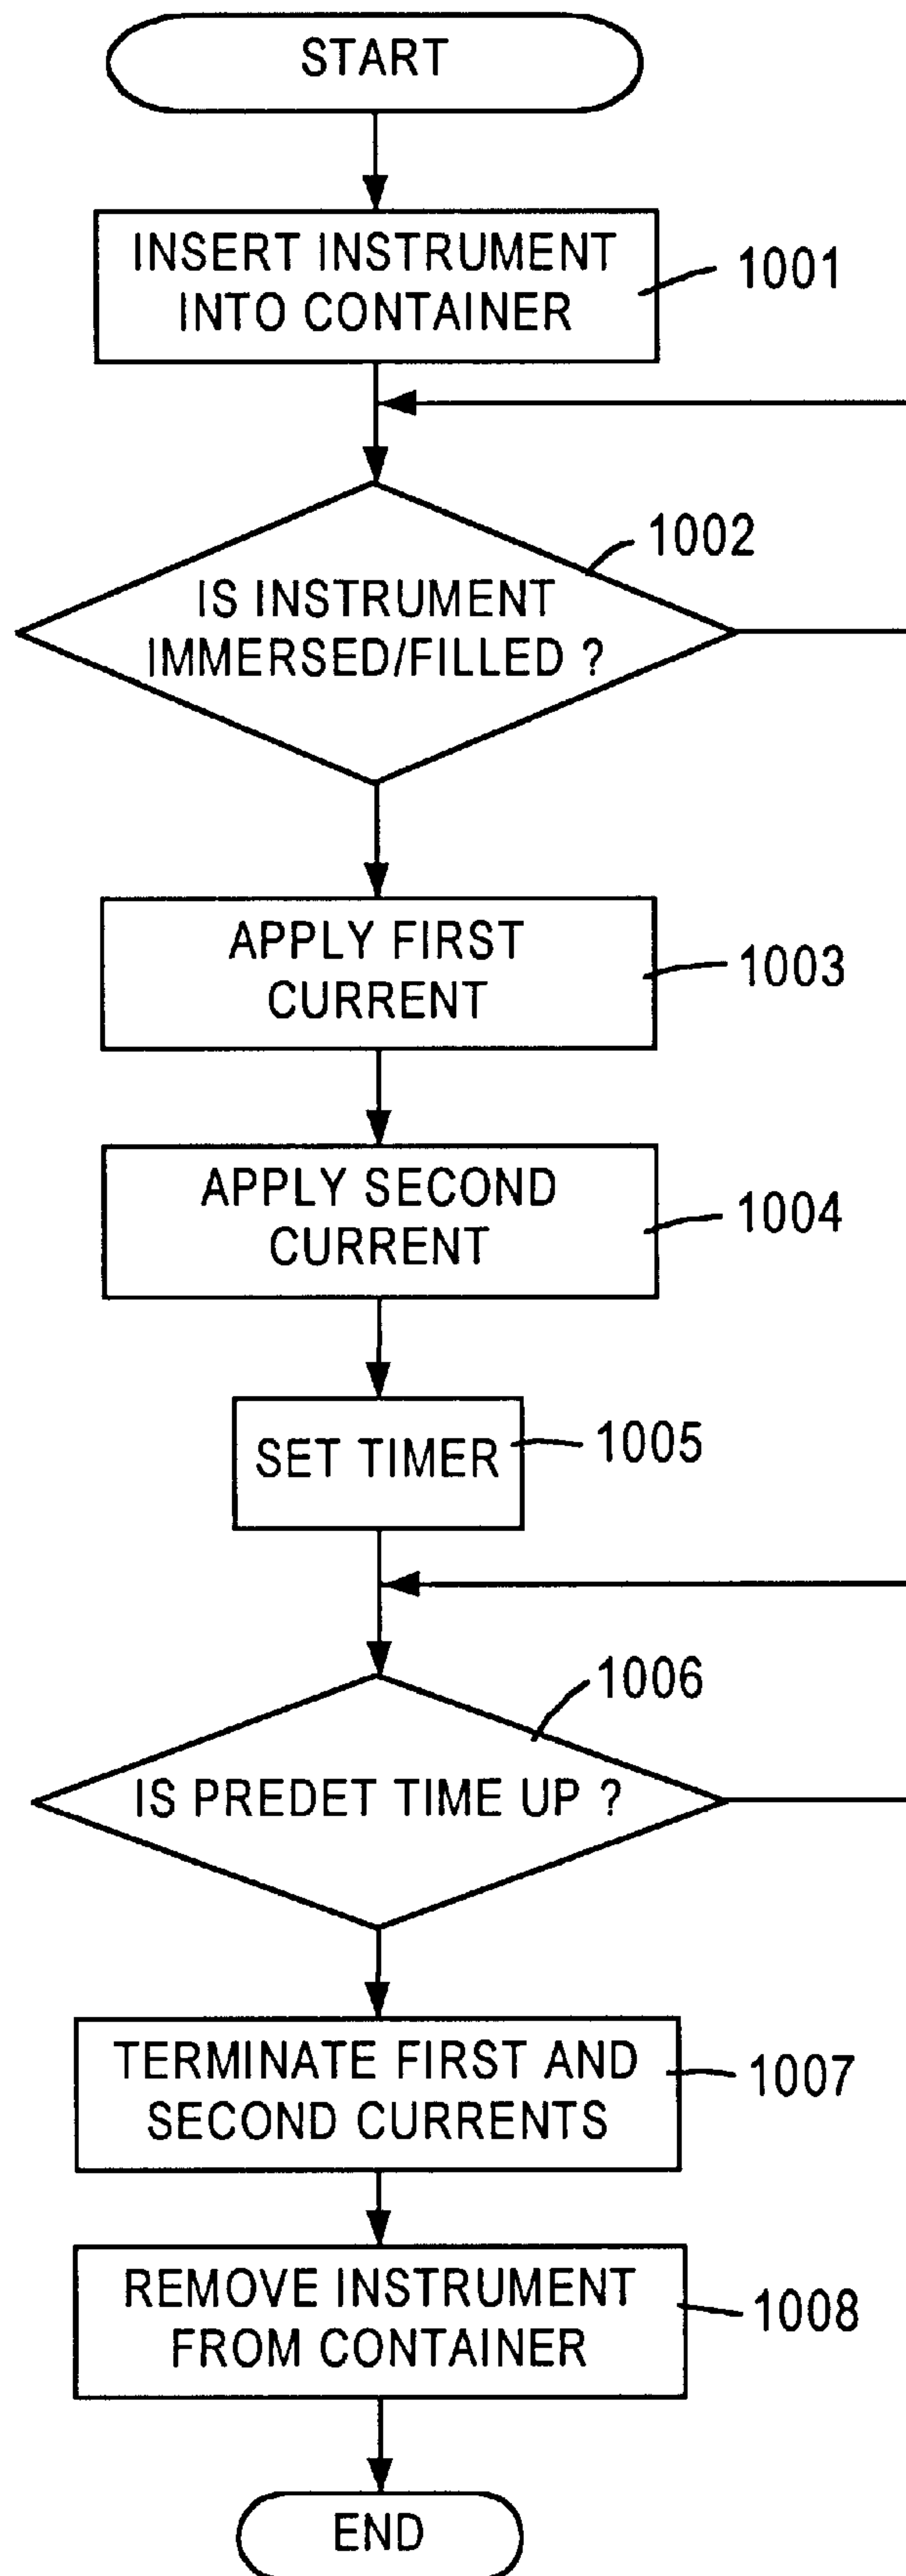 START
INSERT INSTRUMENT
INTO CONTAINER
1001
1002
IS INSTRUMENT
IMMERSED/FILLED ?
APPLY FIRST
CURRENT
1003
APPLY SECOND
CURRENT
1004
SET TIMER
1005
1006
IS PREDET TIME UP ?
TERMINATE FIRST AND
SECOND CURRENTS
1007
REMOVE INSTRUMENT
FROM CONTAINER
1008
END